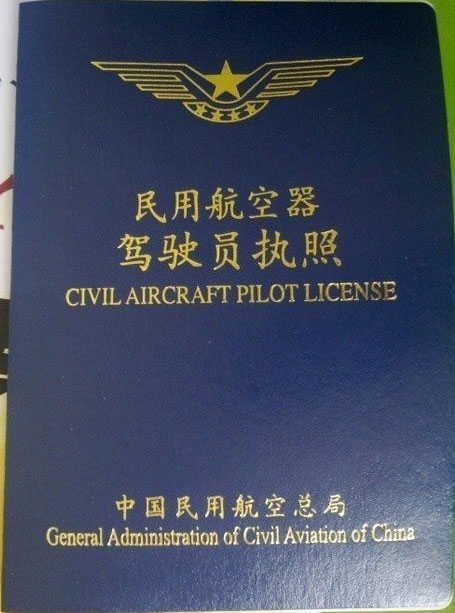 民用航空器
驾驶员执照
CIVIL AIRCRAFT PILOT LICENSE
中国民用航空总局
General Administration of Civil Aviation of China